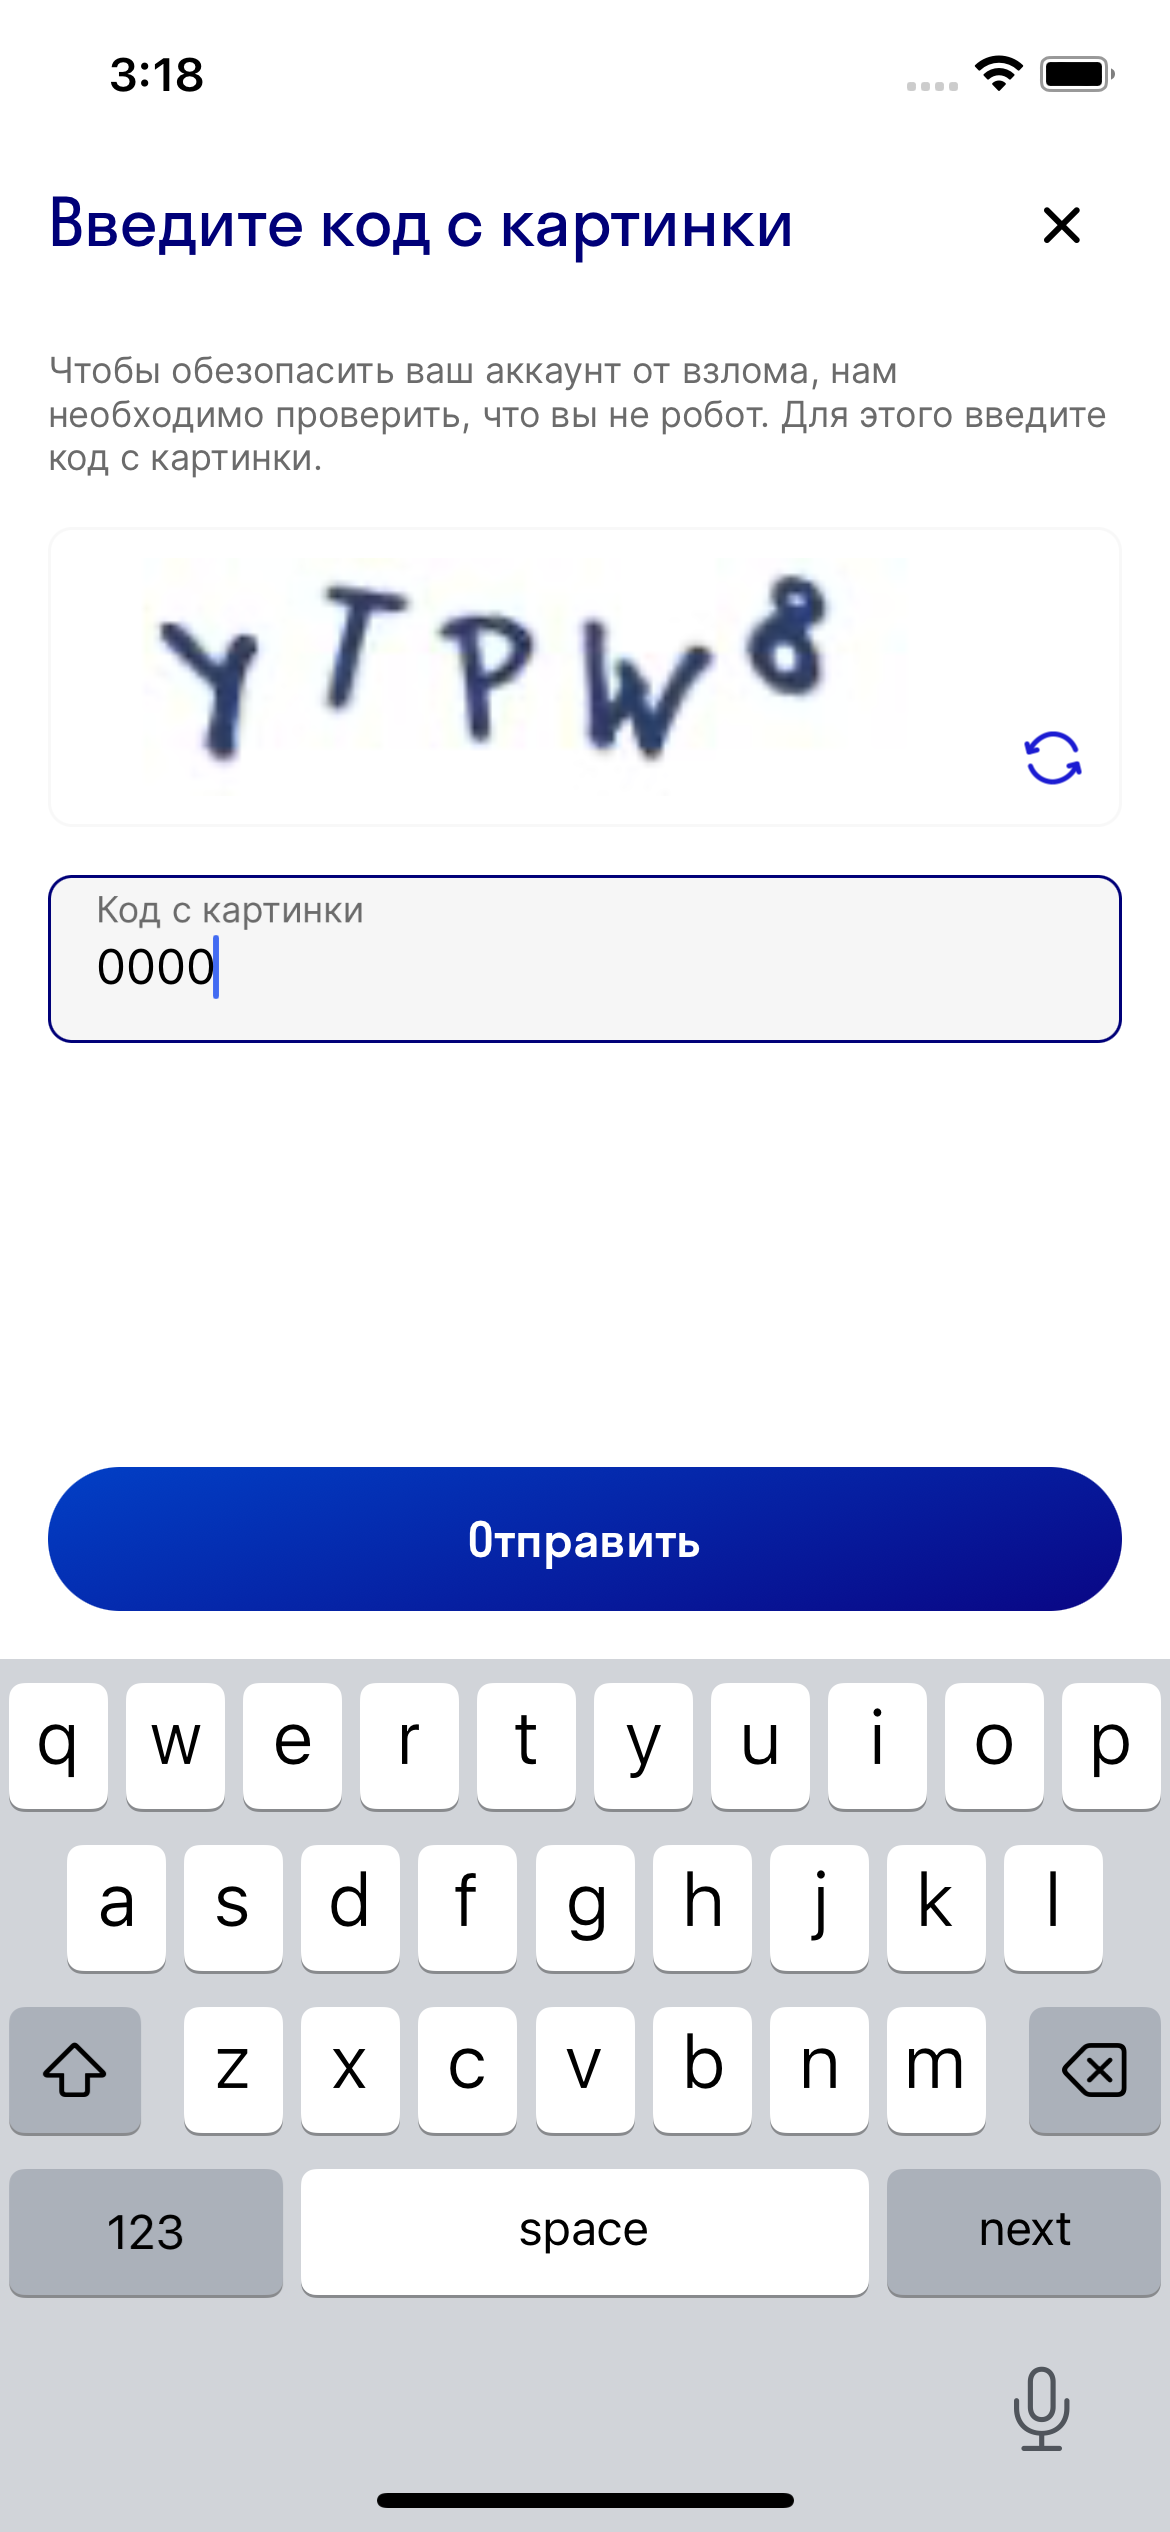 3:18
Введите код с картинки
Чтобы обезопасить ваш аккаунт от взлома, нам
необходимо проверить, что вы не робот. Для этого введите
код с картинки.
YTPW8
Код с картинки
0000
Отправить
q w e r t y u i o p
a s d f g h j k l
z x c v b n m
123 space next